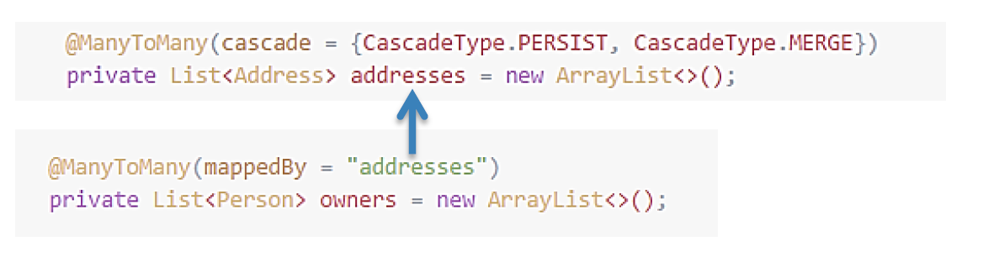 @ManyToMany(cascade = {CascadeType.PERSIST, CascadeType.MERGE})
private List<Address> addresses = new ArrayList<>();
@ManyToMany(mappedBy = "addresses")
private List<Person> owners = new ArrayList<>();